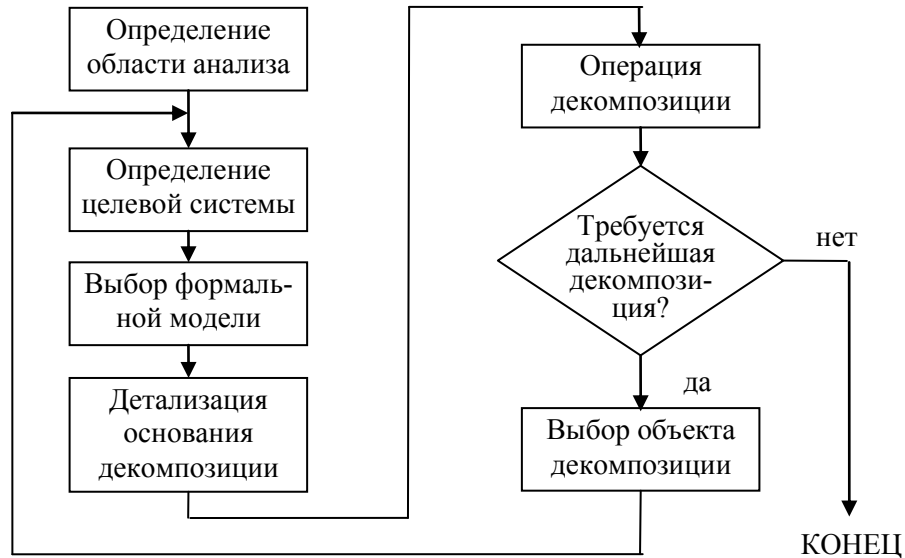 Определение
области анализа
Определение
целевой системы
Выбор формаль-
ной модели
Детализация
основания
декомпозиции
Операция
декомпозиции
Требуется
дальнейшая
декомпози-
ция?
нет
да
Выбор объекта
декомпозиции
КОНЕЦ